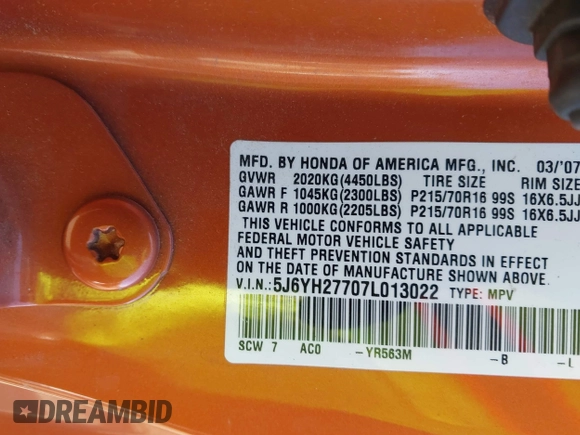 MFD. BY HONDA OF AMERICA MFG., INC. 03/'07
GVWR 2020KG(4450LBS) TIRE SIZE RIM SIZE
GAWR F 1045KG(2300LBS) P215/70R16 99S 16X6.5JJ
GAWR R 1000KG(2205LBS) P215/70R16 99S 16X6.5JJ
THIS VEHICLE CONFORMS TO ALL APPLICABLE
FEDERAL MOTOR VEHICLE SAFETY
AND THEFT PREVENTION STANDARDS IN EFFECT
ON THE DATE OF MANUFACTURE SHOWN ABOVE.
V.I.N.:5J6YH27707L013022 TYPE: MPV
SCW 7 AC0 -YR563M -B -L
DREAMBID